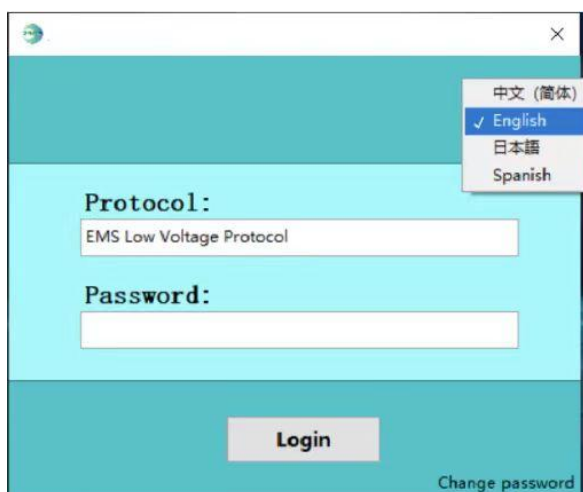 中文 (简体)
✓ English
日本語
Spanish
Protocol:
EMS Low Voltage Protocol
Password:
Login
Change password